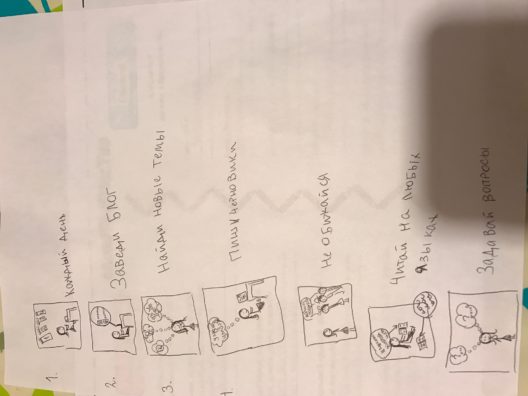 1. Каждый день
2. Заведи Блог
3. Найди новые темы
4. Пиши черновики
Не обижайся
Читай на любых
языках
Задавай вопросы